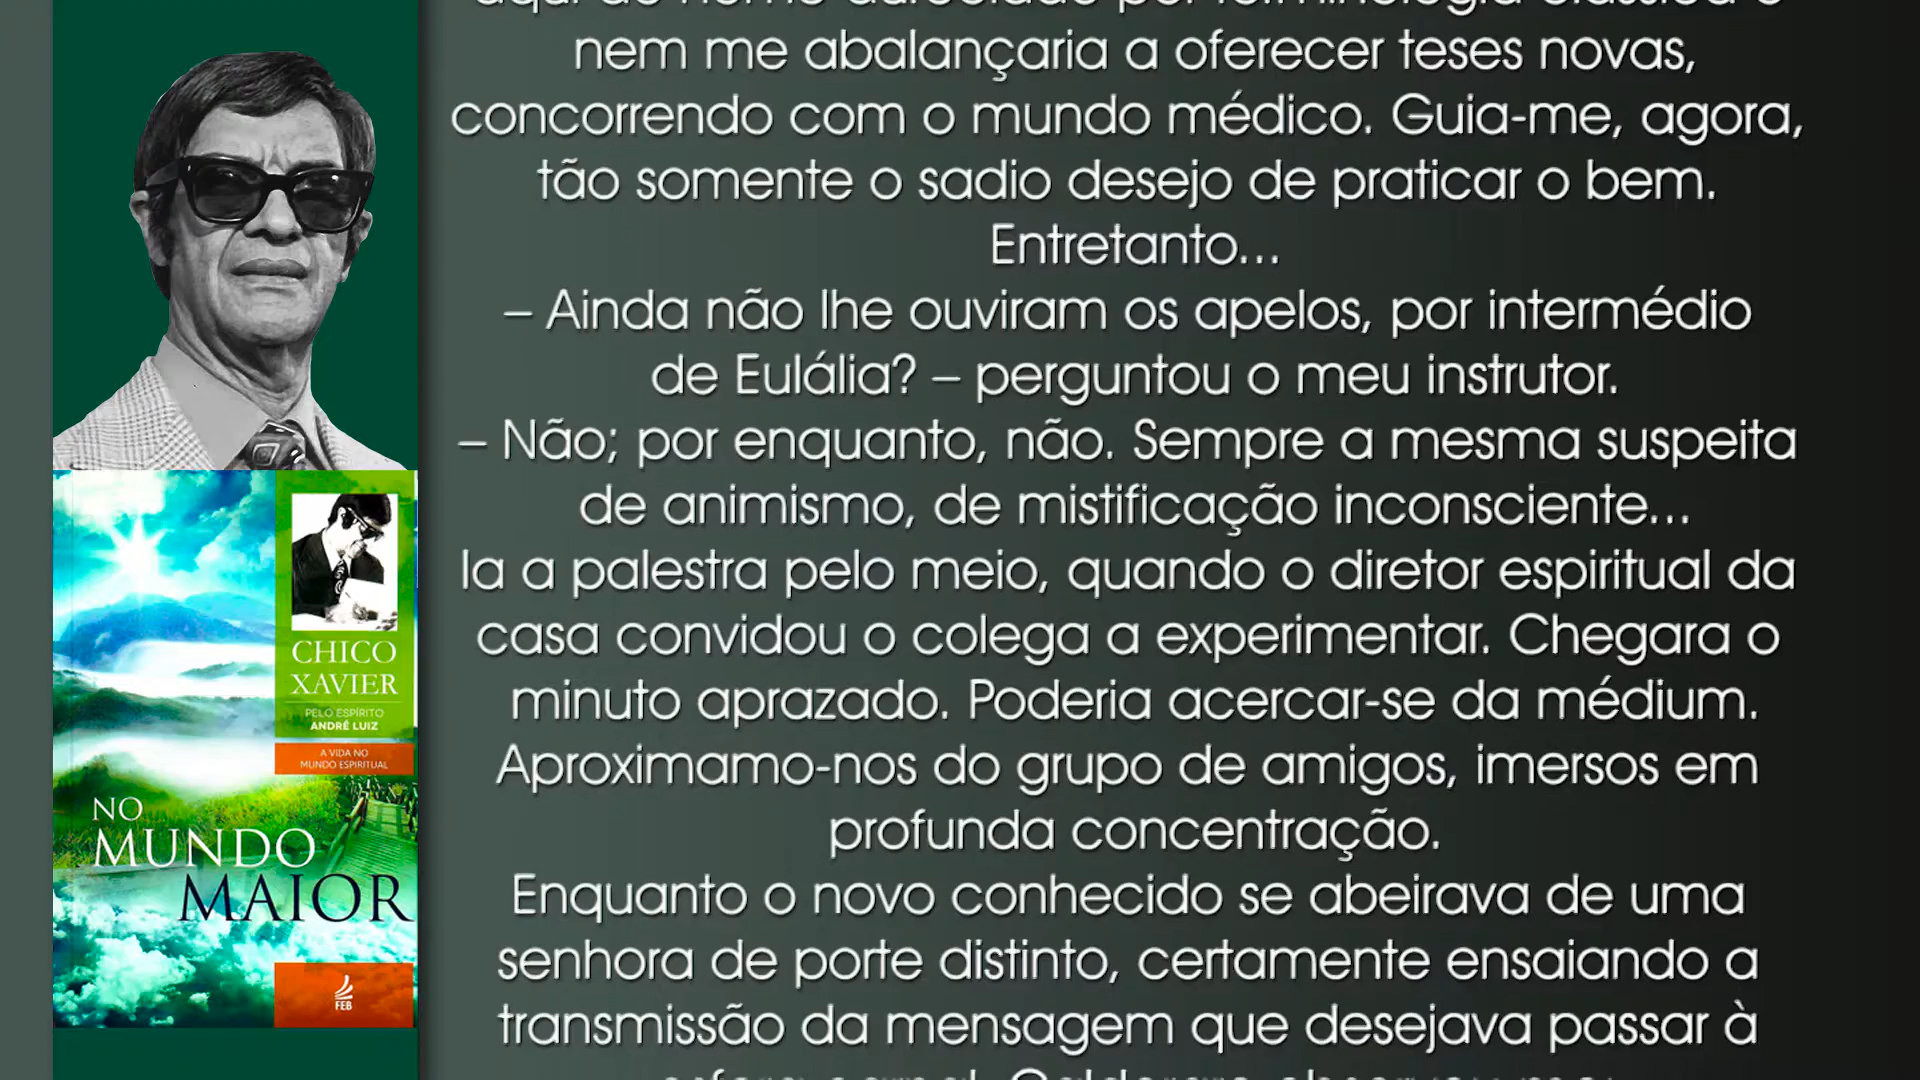 nem me abalançaria a oferecer teses novas,
concorrendo com o mundo médico. Guia-me, agora,
tão somente o sadio desejo de praticar o bem.
Entretanto...
– Ainda não lhe ouviram os apelos, por intermédio
de Eulália? – perguntou o meu instrutor.
– Não; por enquanto, não. Sempre a mesma suspeita
de animismo, de mistificação inconsciente...
Ia a palestra pelo meio, quando o diretor espiritual da
casa convidou o colega a experimentar. Chegara o
minuto aprazado. Poderia acercar-se da médium.
Aproximamo-nos do grupo de amigos, imersos em
profunda concentração.
Enquanto o novo conhecido se abeirava de uma
senhora de porte distinto, certamente ensaiando a
transmissão da mensagem que desejava passar à
CHICO
XAVIER
PELO ESPÍRITO
ANDRÉ LUIZ
A VIDA NO
MUNDO ESPIRITUAL
NO
MUNDO
MAIOR
FEB